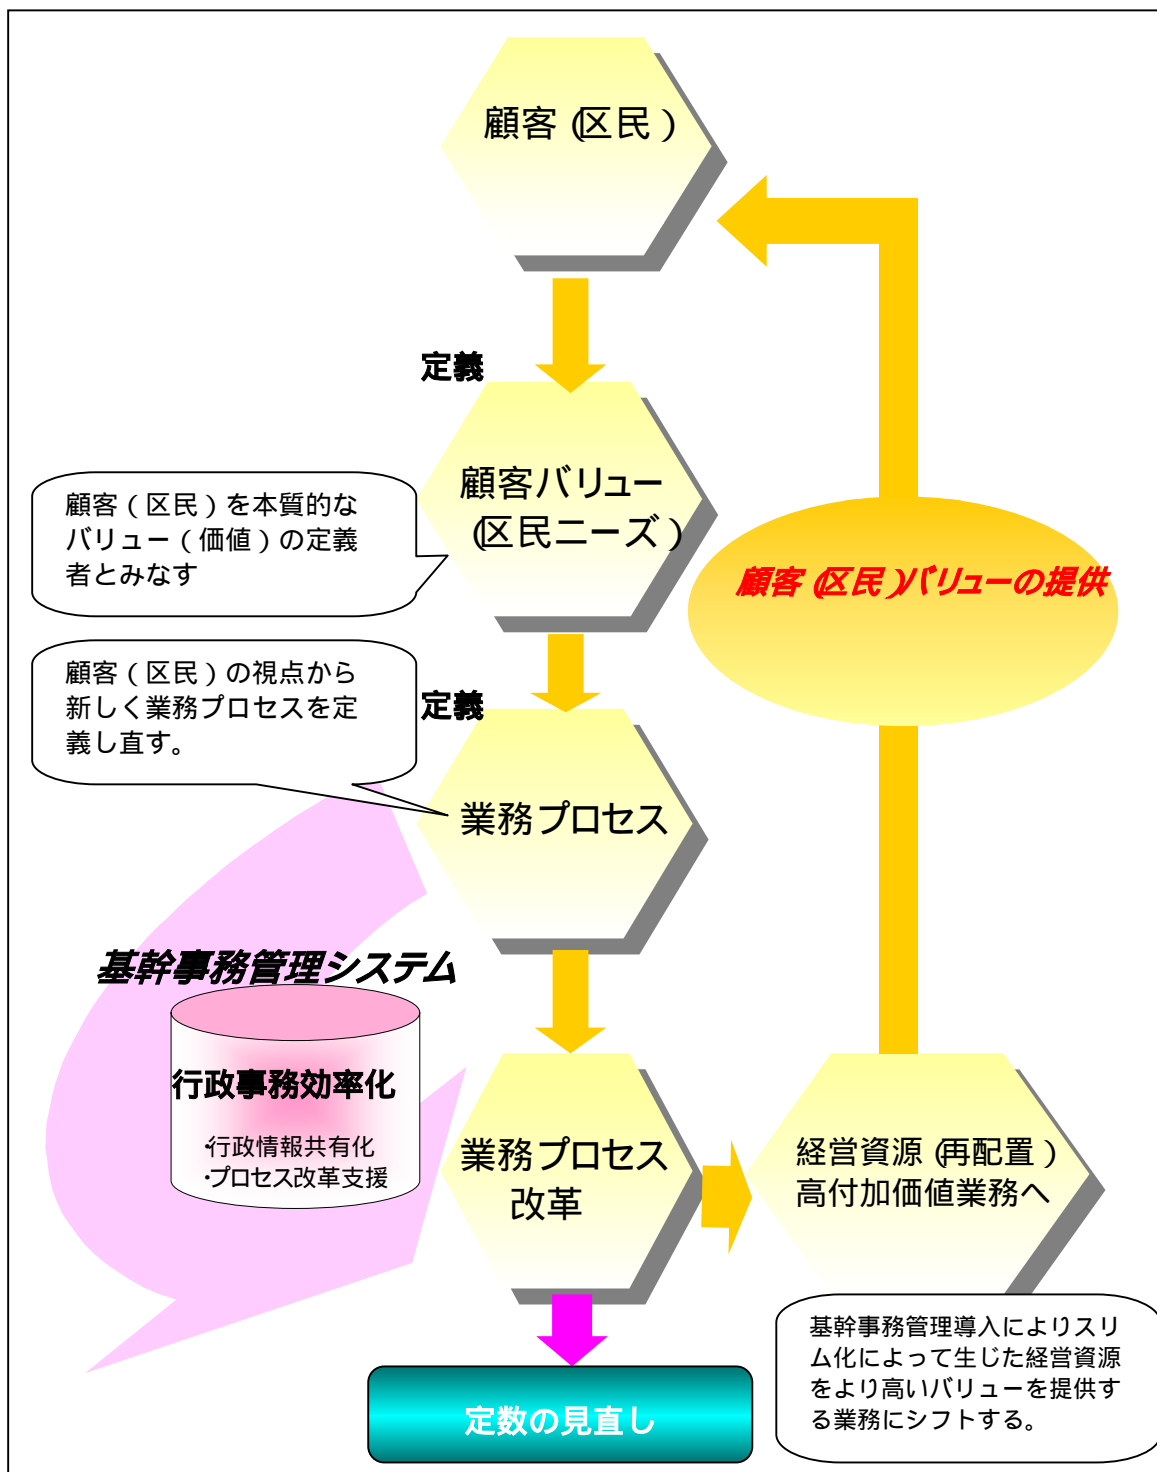 顧客（区民）
定義
顧客バリュー
（区民ニーズ）
顧客（区民）を本質的な
バリュー（価値）の定義
者とみなす
顧客（区民）バリューの提供
顧客（区民）の視点から
新しく業務プロセスを定
義し直す。
定義
業務プロセス
基幹事務管理システム
行政事務効率化
・行政情報共有化
・プロセス改革支援
業務プロセス
改革
経営資源（再配置）
高付加価値業務へ
基幹事務管理導入によりスリ
ム化によって生じた経営資源
をより高いバリューを提供す
る業務にシフトする。
定数の見直し